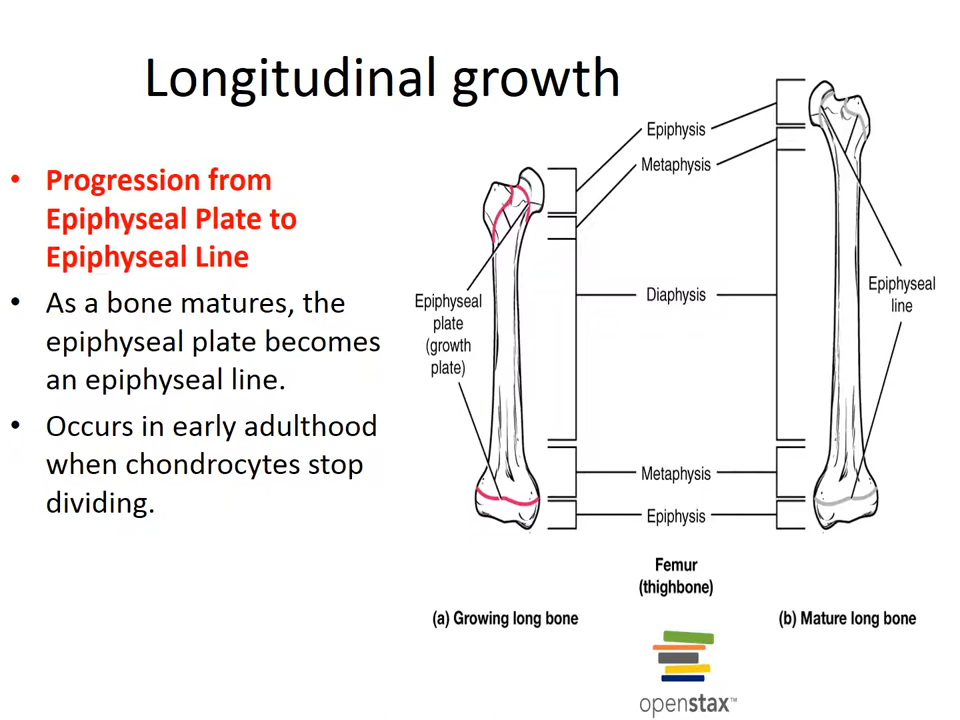 Longitudinal growth
• Progression from
Epiphyseal Plate to
Epiphyseal Line
• As a bone matures, the
epiphyseal plate becomes
an epiphyseal line.
• Occurs in early adulthood
when chondrocytes stop
dividing.
Epiphysis
Metaphysis
Epiphyseal
plate
(growth
plate)
Diaphysis
Epiphyseal
line
Metaphysis
Epiphysis
Femur
(thighbone)
(a) Growing long bone
(b) Mature long bone
openstax™